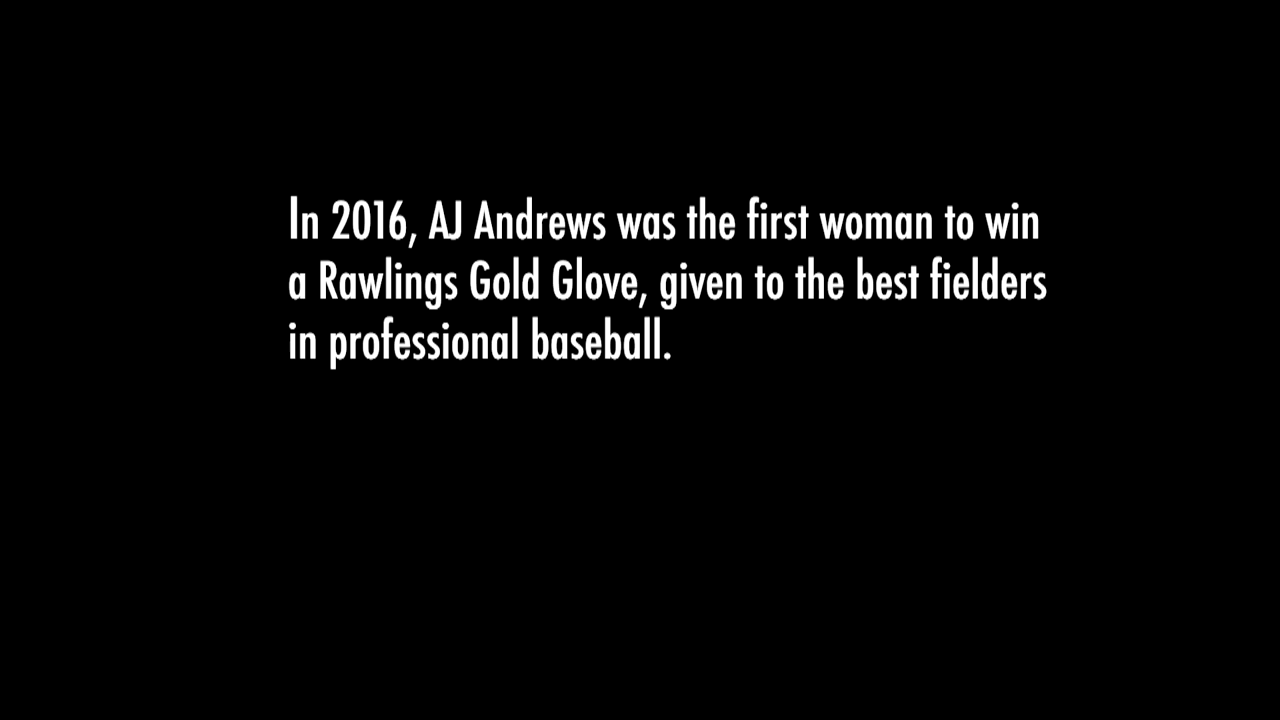 In 2016, AJ Andrews was the first woman to win
a Rawlings Gold Glove, given to the best fielders
in professional baseball.